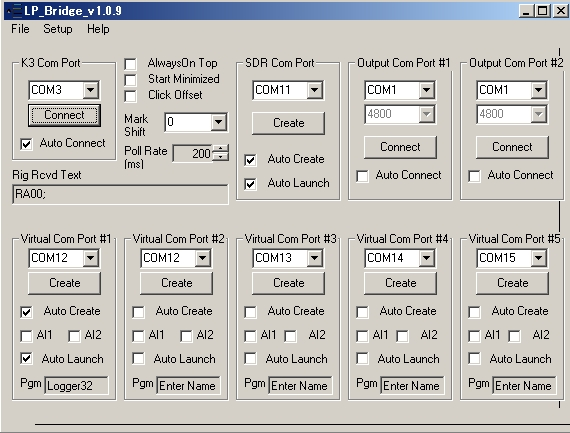 LP_Bridge_v1.0.9
File Setup Help
K3 Com Port
COM3
Connect
Auto Connect
AlwaysOn Top
Start Minimized
Click Offset
Mark Shift 0
Poll Rate (ms) 200
SDR Com Port
COM11
Create
Auto Create
Auto Launch
Output Com Port #1
COM1
4800
Connect
Auto Connect
Output Com Port #2
COM1
4800
Connect
Auto Connect
Rig Rcvd Text
RA00;
Virtual Com Port #1
COM12
Create
Auto Create
AI1 AI2
Auto Launch
Pgm Logger32
Virtual Com Port #2
COM12
Create
Auto Create
AI1 AI2
Auto Launch
Pgm Enter Name
Virtual Com Port #3
COM13
Create
Auto Create
AI1 AI2
Auto Launch
Pgm Enter Name
Virtual Com Port #4
COM14
Create
Auto Create
AI1 AI2
Auto Launch
Pgm Enter Name
Virtual Com Port #5
COM15
Create
Auto Create
AI1 AI2
Auto Launch
Pgm Enter Name